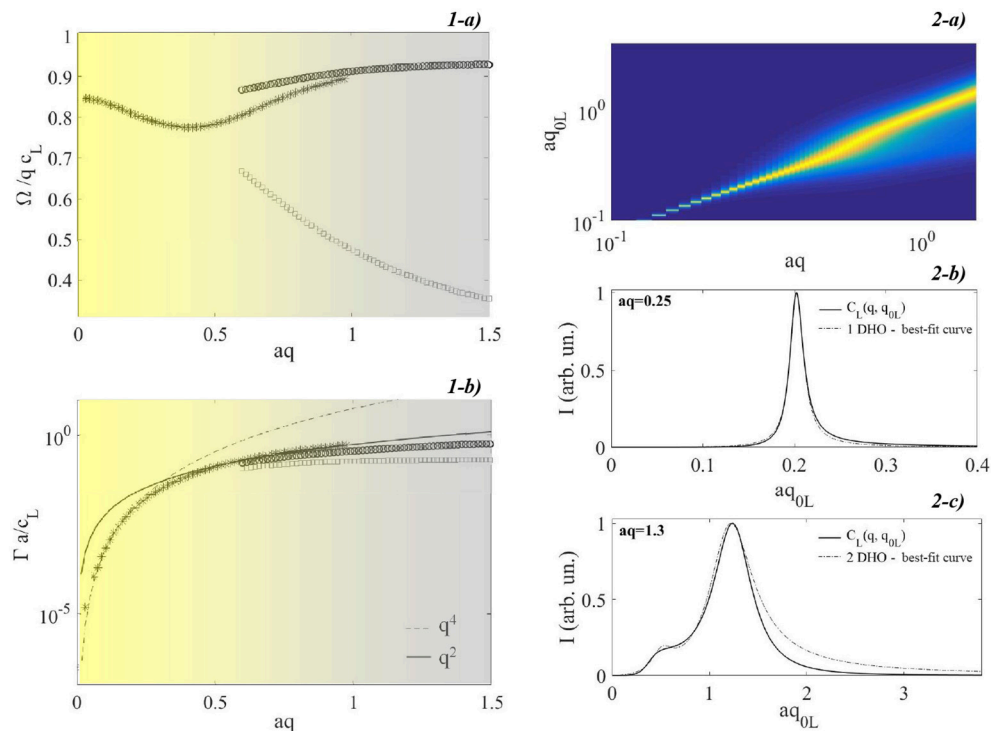 1-a)
1
0.9
0.8
0.7
0.6
0.5
0.4
Ω /q c_L
0
0.5
1
1.5
aq
1-b)
10^0
10^-5
Γ a/c_L
q^4
q^2
0
0.5
1
1.5
aq
2-a)
10^0
10^-1
aq_0L
10^-1
10^0
aq
2-b)
aq=0.25
C_L(q, q_0L)
1 DHO - best-fit curve
1
0.5
0
I (arb. un.)
0
0.1
0.2
0.3
0.4
aq_0L
2-c)
aq=1.3
C_L(q, q_0L)
2 DHO - best-fit curve
1
0.5
0
I (arb. un.)
0
1
2
3
aq_0L